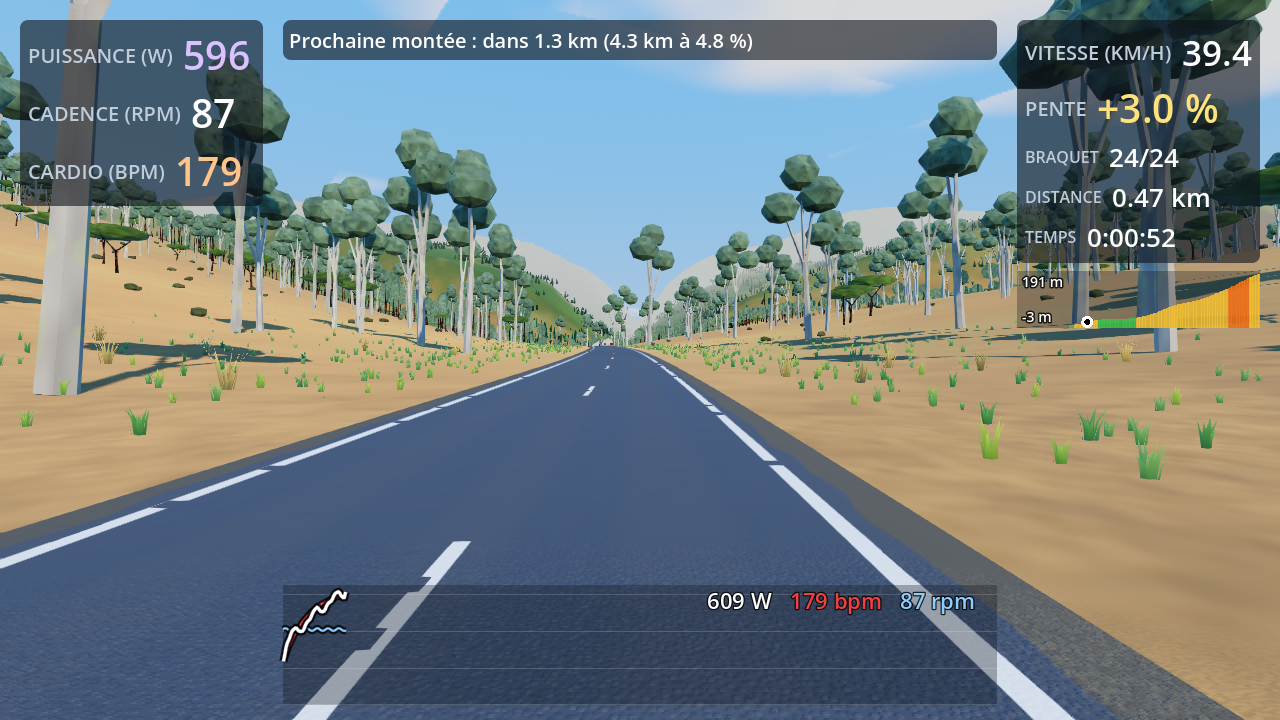 PUISSANCE (W) 596
CADENCE (RPM) 87
CARDIO (BPM) 179
Prochaine montée : dans 1.3 km (4.3 km à 4.8 %)
VITESSE (KM/H) 39.4
PENTE +3.0 %
BRAQUET 24/24
DISTANCE 0.47 km
TEMPS 0:00:52
191 m
-3 m
609 W 179 bpm 87 rpm